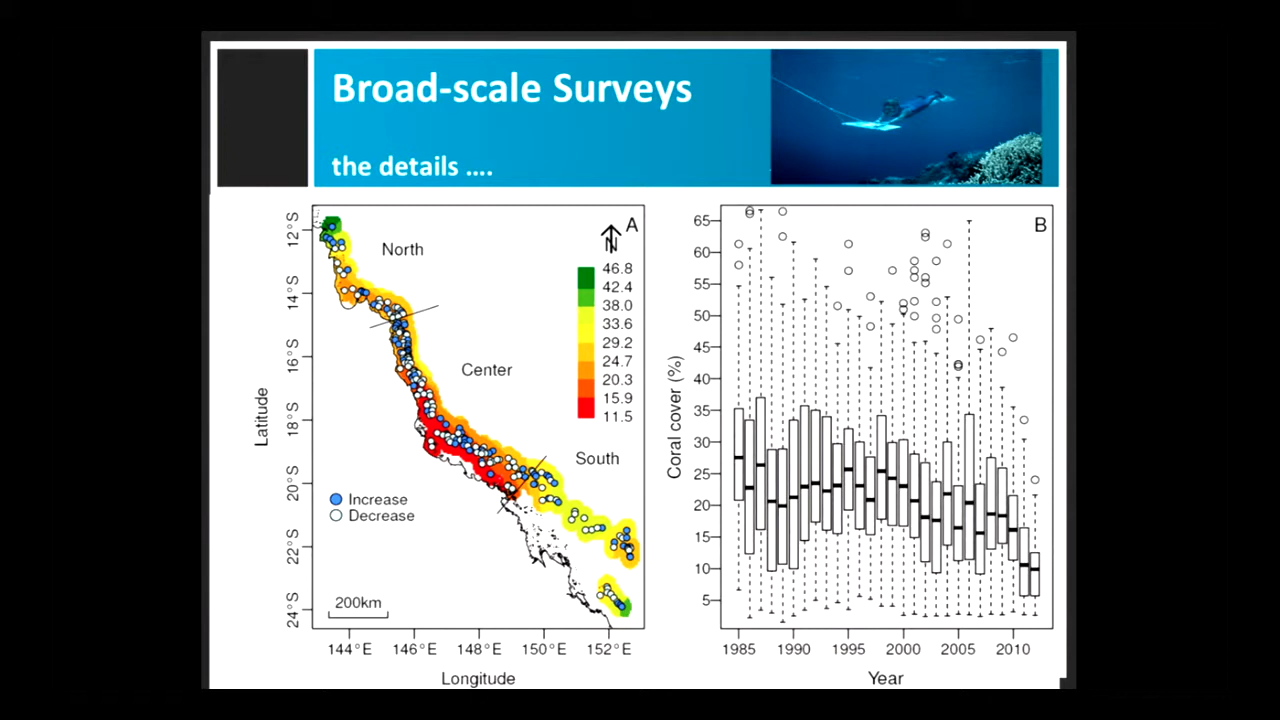 Broad-scale Surveys
the details ....
A
N
North
Center
South
46.8
42.4
38.0
33.6
29.2
24.7
20.3
15.9
11.5
Increase
Decrease
200km
12°S
14°S
16°S
18°S
20°S
22°S
24°S
Latitude
144°E 146°E 148°E 150°E 152°E
Longitude
B
65
60
55
50
45
40
35
30
25
20
15
10
5
Coral cover (%)
1985 1990 1995 2000 2005 2010
Year